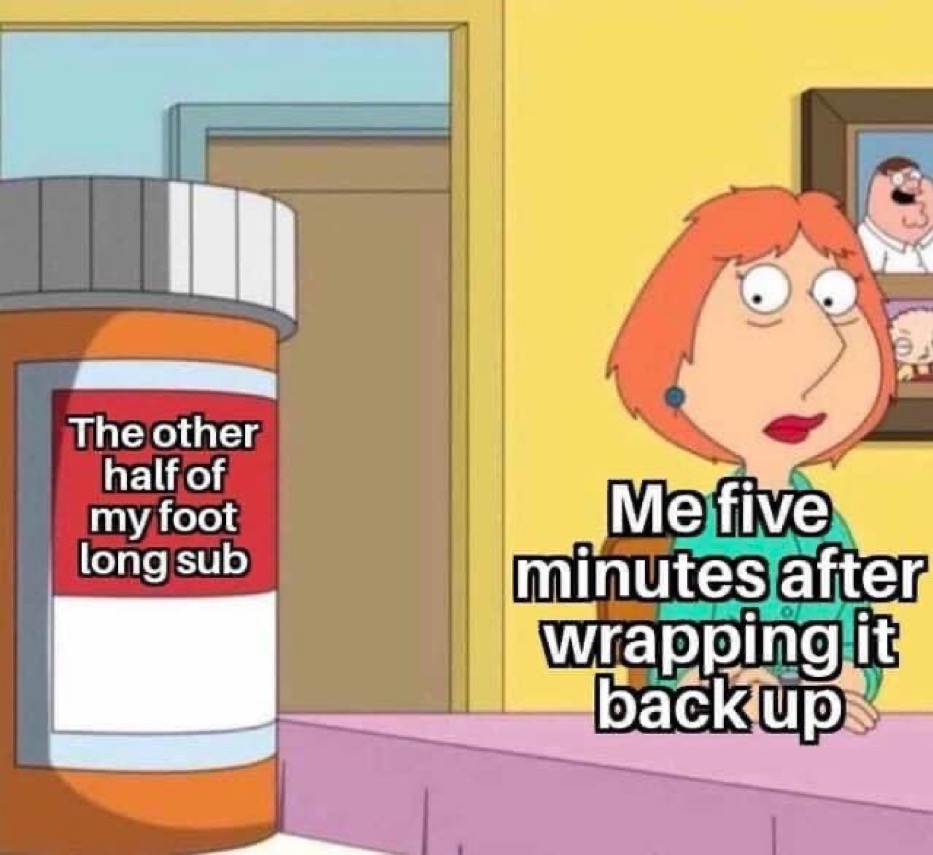 The other
half of
my foot
long sub
Me five
minutes after
wrapping it
back up